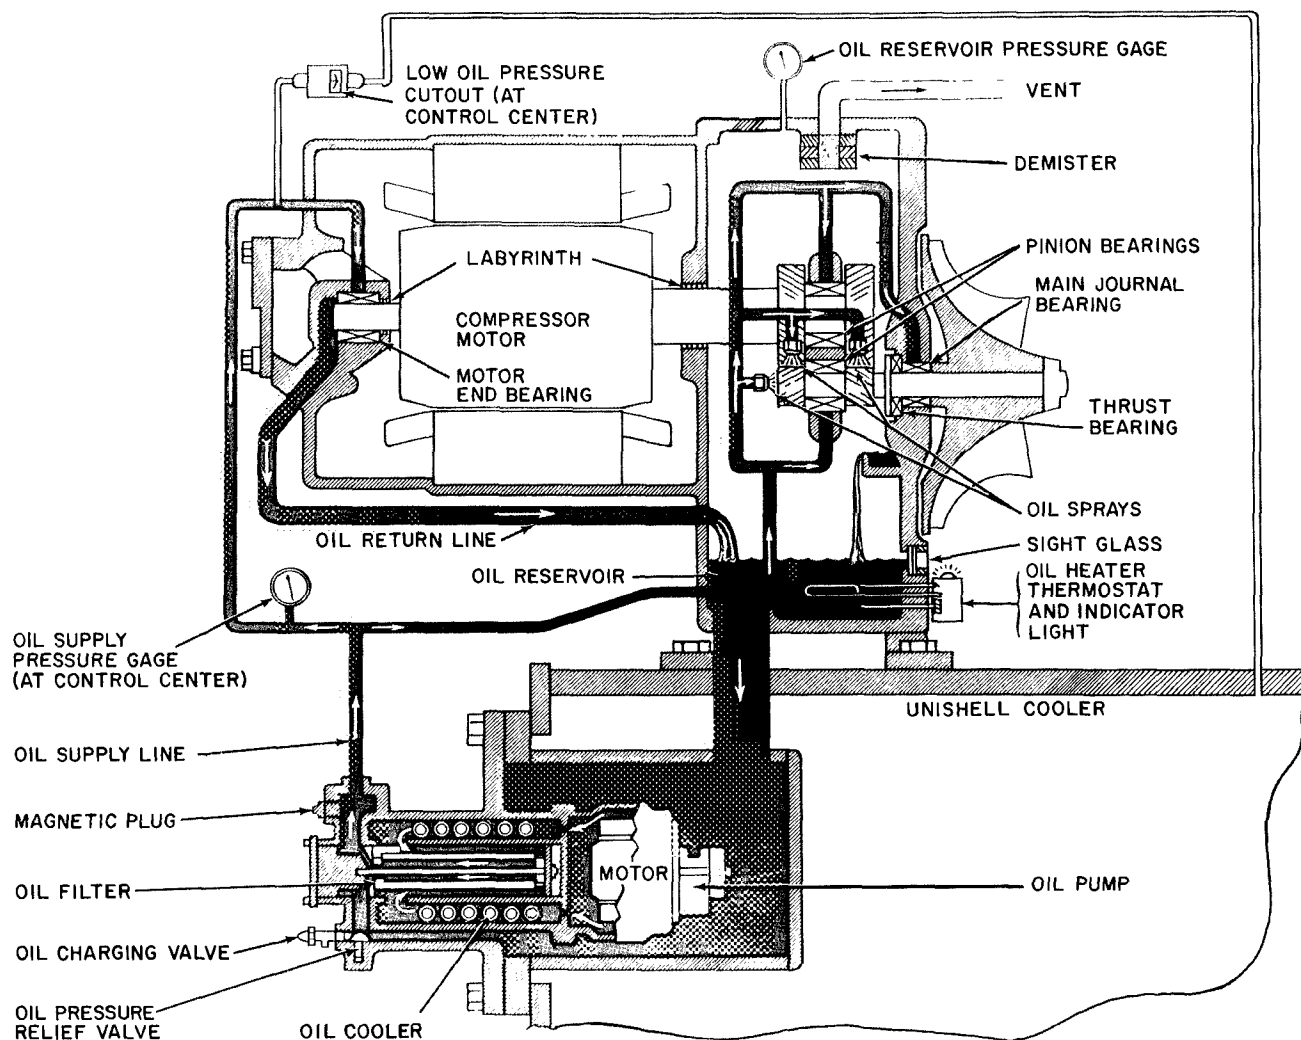 OIL RESERVOIR PRESSURE GAGE
LOW OIL PRESSURE
CUTOUT (AT
CONTROL CENTER)
VENT
DEMISTER
PINION BEARINGS
LABYRINTH
MAIN JOURNAL
BEARING
COMPRESSOR
MOTOR
MOTOR
END BEARING
THRUST
BEARING
OIL SPRAYS
OIL RETURN LINE
SIGHT GLASS
OIL RESERVOIR
OIL HEATER
THERMOSTAT
AND INDICATOR
LIGHT
OIL SUPPLY
PRESSURE GAGE
(AT CONTROL CENTER)
UNISHELL COOLER
OIL SUPPLY LINE
MAGNETIC PLUG
MOTOR
OIL FILTER
OIL PUMP
OIL CHARGING VALVE
OIL PRESSURE
RELIEF VALVE
OIL COOLER